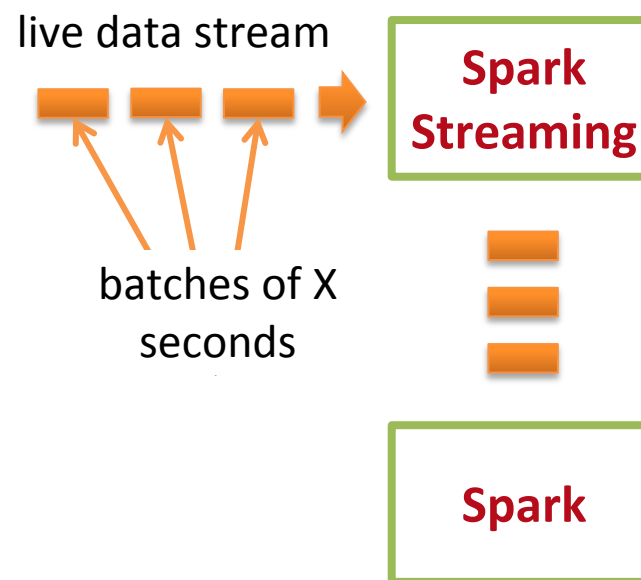 live data stream
Spark
Streaming
batches of X
seconds
Spark